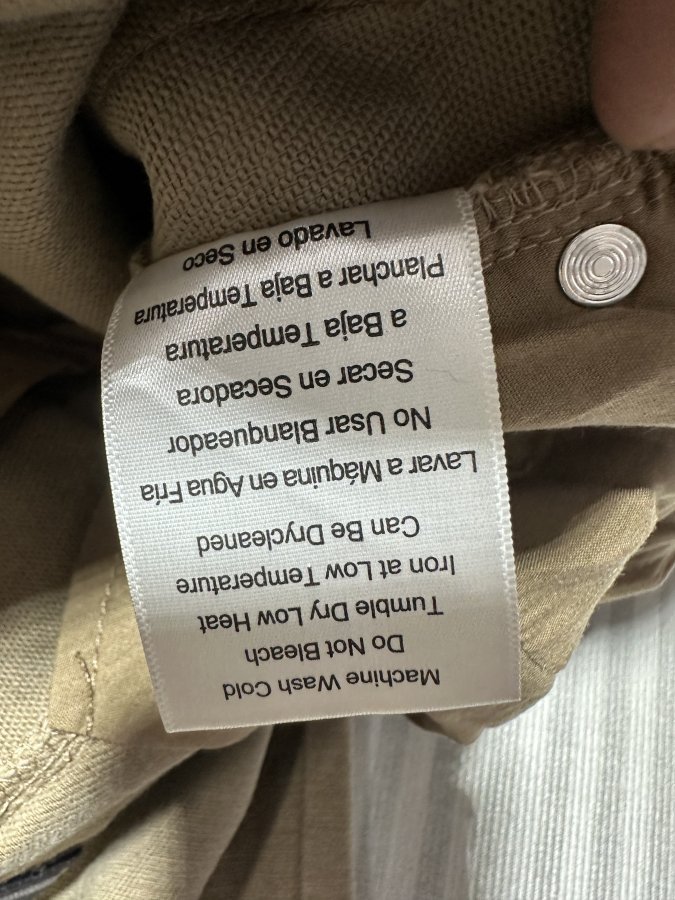 Machine Wash Cold
Do Not Bleach
Tumble Dry Low Heat
Iron at Low Temperature
Can Be Drycleaned
Lavar a Máquina en Agua Fría
No Usar Blanqueador
Secar en Secadora
a Baja Temperatura
Planchar a Baja Temperatura
Lavado en Seco